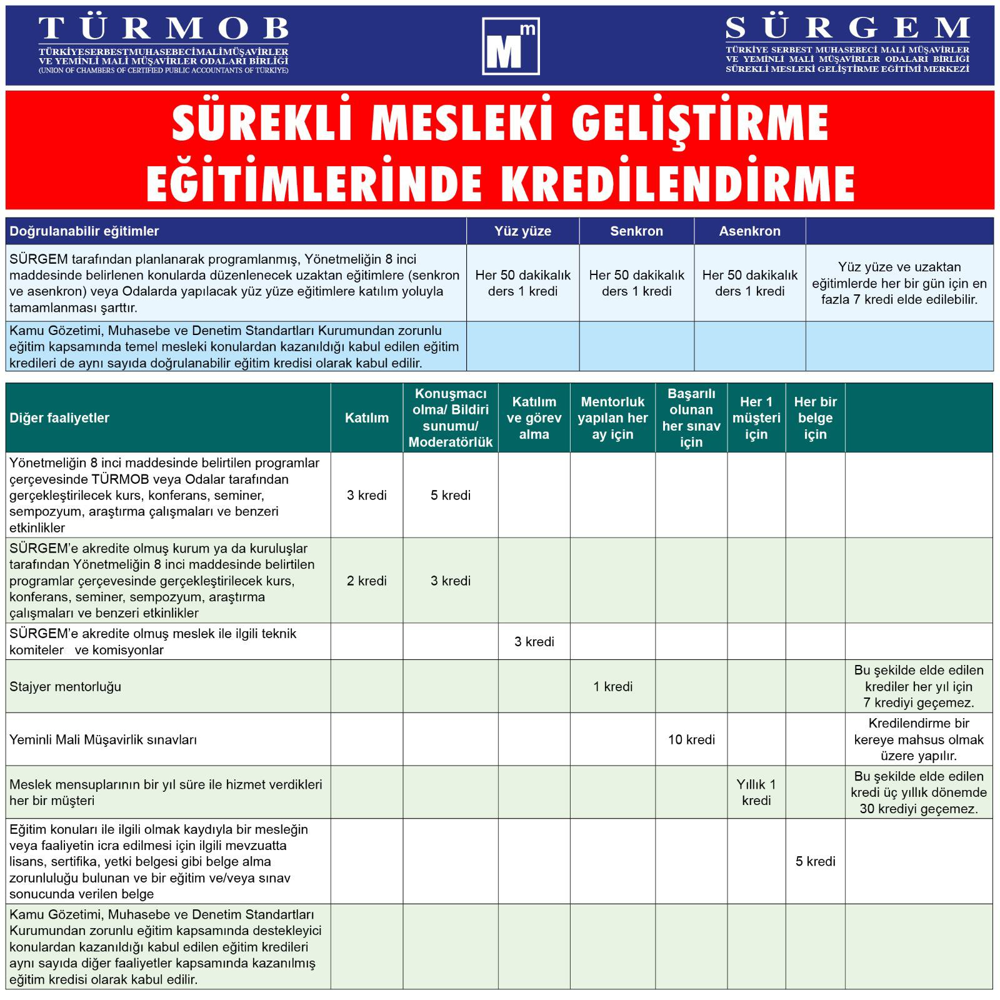 TÜRMOB
TÜRKİYE SERBEST MUHASEBECİ MALİ MÜŞAVİRLER
VE YEMİNLİ MALİ MÜŞAVİRLER ODALARI BİRLİĞİ
(UNION OF CHAMBERS OF CERTIFIED PUBLIC ACCOUNTANTS OF TÜRKİYE)
M m
SÜRGEM
TÜRKİYE SERBEST MUHASEBECİ MALİ MÜŞAVİRLER
VE YEMİNLİ MALİ MÜŞAVİRLER ODALARI BİRLİĞİ
SÜREKLİ MESLEKİ GELİŞTİRME EĞİTİMİ MERKEZİ
SÜREKLİ MESLEKİ GELİŞTİRME
EĞİTİMLERİNDE KREDİLENDİRME
Doğrulanabilir eğitimler
Yüz yüze
Senkron
Asenkron
SÜRGEM tarafından planlanarak programlanmış, Yönetmeliğin 8 inci
maddesinde belirlenen konularda düzenlenecek uzaktan eğitimlere (senkron
ve asenkron) veya Odalarda yapılacak yüz yüze eğitimlere katılım yoluyla
tamamlanması şarttır.
Her 50 dakikalık
ders 1 kredi
Her 50 dakikalık
ders 1 kredi
Her 50 dakikalık
ders 1 kredi
Yüz yüze ve uzaktan
eğitimlerde her bir gün için en
fazla 7 kredi elde edilebilir.
Kamu Gözetimi, Muhasebe ve Denetim Standartları Kurumundan zorunlu
eğitim kapsamında temel mesleki konulardan kazanıldığı kabul edilen eğitim
kredileri de aynı sayıda doğrulanabilir eğitim kredisi olarak kabul edilir.
Diğer faaliyetler
Katılım
Konuşmacı
olma/ Bildiri
sunumu/
Moderatörlük
Katılım
ve görev
alma
Mentorluk
yapılan her
ay için
Başarılı
olunan
her sınav
için
Her 1
müşteri
için
Her bir
belge
için
Yönetmeliğin 8 inci maddesinde belirtilen programlar
çerçevesinde TÜRMOB veya Odalar tarafından
gerçekleştirilecek kurs, konferans, seminer,
sempozyum, araştırma çalışmaları ve benzeri
etkinlikler
3 kredi
5 kredi
SÜRGEM’e akredite olmuş kurum ya da kuruluşlar
tarafından Yönetmeliğin 8 inci maddesinde belirtilen
programlar çerçevesinde gerçekleştirilecek kurs,
konferans, seminer, sempozyum, araştırma
çalışmaları ve benzeri etkinlikler
2 kredi
3 kredi
SÜRGEM’e akredite olmuş meslek ile ilgili teknik
komiteler ve komisyonlar
3 kredi
Stajyer mentorluğu
1 kredi
Bu şekilde elde edilen
krediler her yıl için
7 krediyi geçemez.
Yeminli Mali Müşavirlik sınavları
10 kredi
Kredilendirme bir
kereye mahsus olmak
üzere yapılır.
Meslek mensuplarının bir yıl süre ile hizmet verdikleri
her bir müşteri
Yıllık 1
kredi
Bu şekilde elde edilen
kredi üç yıllık dönemde
30 krediyi geçemez.
Eğitim konuları ile ilgili olmak kaydıyla bir mesleğin
veya faaliyetin icra edilmesi için ilgili mevzuatta
lisans, sertifika, yetki belgesi gibi belge alma
zorunluluğu bulunan ve bir eğitim ve/veya sınav
sonucunda verilen belge
5 kredi
Kamu Gözetimi, Muhasebe ve Denetim Standartları
Kurumundan zorunlu eğitim kapsamında destekleyici
konulardan kazanıldığı kabul edilen eğitim kredileri
aynı sayıda diğer faaliyetler kapsamında kazanılmış
eğitim kredisi olarak kabul edilir.